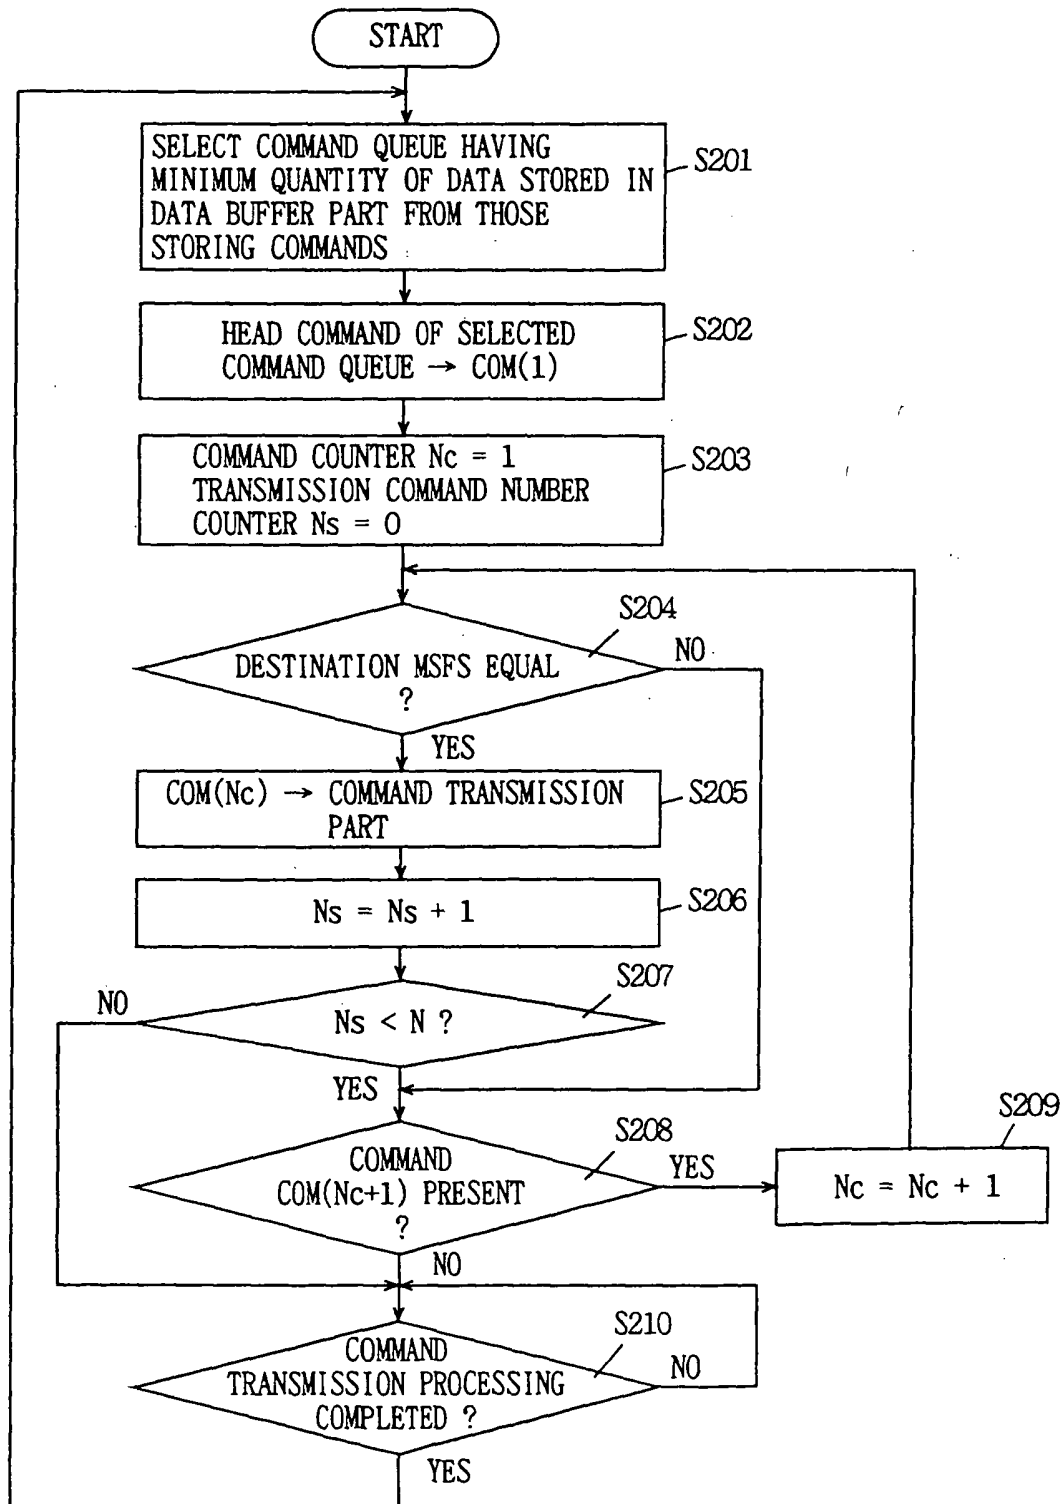 START
SELECT COMMAND QUEUE HAVING
MINIMUM QUANTITY OF DATA STORED IN
DATA BUFFER PART FROM THOSE
STORING COMMANDS
S201
HEAD COMMAND OF SELECTED
COMMAND QUEUE → COM(1)
S202
COMMAND COUNTER Nc = 1
TRANSMISSION COMMAND NUMBER
COUNTER Ns = 0
S203
S204
DESTINATION MSFS EQUAL
?
NO
YES
COM(Nc) → COMMAND TRANSMISSION
PART
S205
Ns = Ns + 1
S206
S207
NO
Ns < N ?
YES
S208
COMMAND
COM(Nc+1) PRESENT
?
YES
S209
Nc = Nc + 1
NO
S210
COMMAND
TRANSMISSION PROCESSING
COMPLETED ?
NO
YES